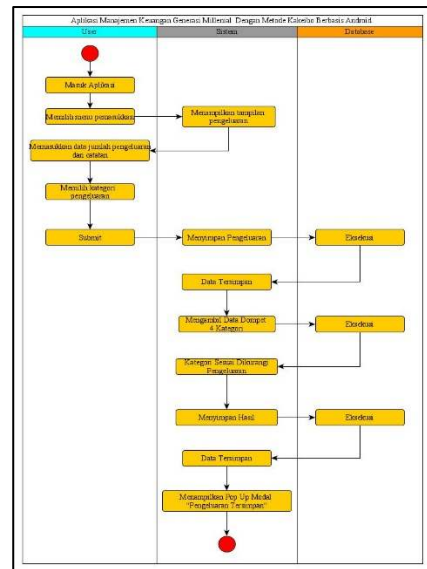 Aplikasi Manajemen Keuangan Generasi Millenial Dengan Metode Kakeibo Berbasis Android
User
Sistem
Database
Masuk Aplikasi
Memilih menu pemasukkan
Menampilkan tampilan
pengeluaran
Memasukkan data jumlah pengeluaran
dan catatan
Memilih kategori
pengeluaran
Submit
Menyimpan Pengeluaran
Eksekusi
Data Tersimpan
Mengambil Data Dompet
4 Kategori
Eksekusi
Kategori Sesuai Dikurangi
Pengeluaran
Menyimpan Hasil
Eksekusi
Data Tersimpan
Menampilkan Pop Up Modal
"Pengeluaran Tersimpan"